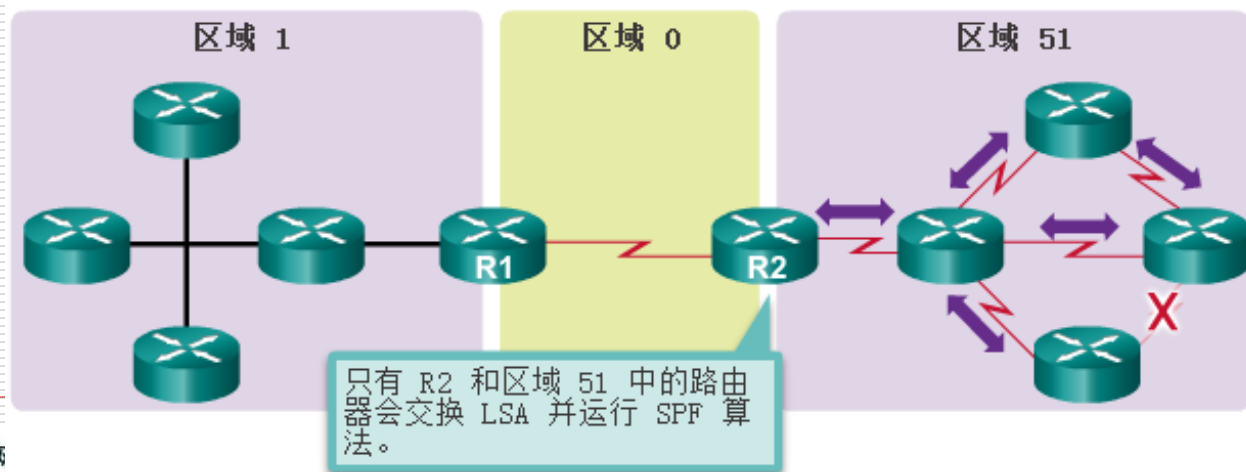 区域 1
区域 0
区域 51
R1
R2
X
只有 R2 和区域 51 中的路由
器会交换 LSA 并运行 SPF 算
法。